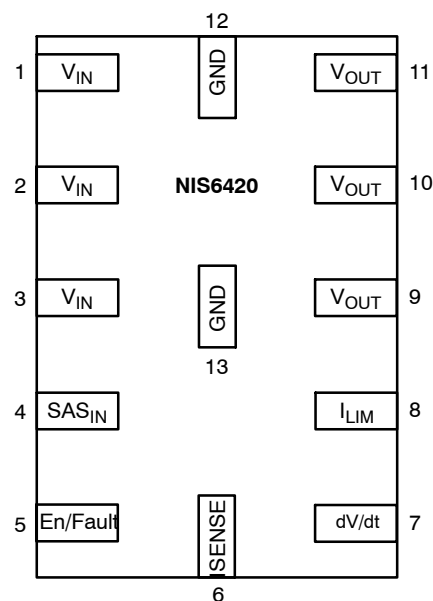 12
1 V_IN GND V_OUT 11
2 V_IN NIS6420 V_OUT 10
3 V_IN GND V_OUT 9
13
4 SAS_IN I_LIM 8
5 En/Fault ISENSE dV/dt 7
6